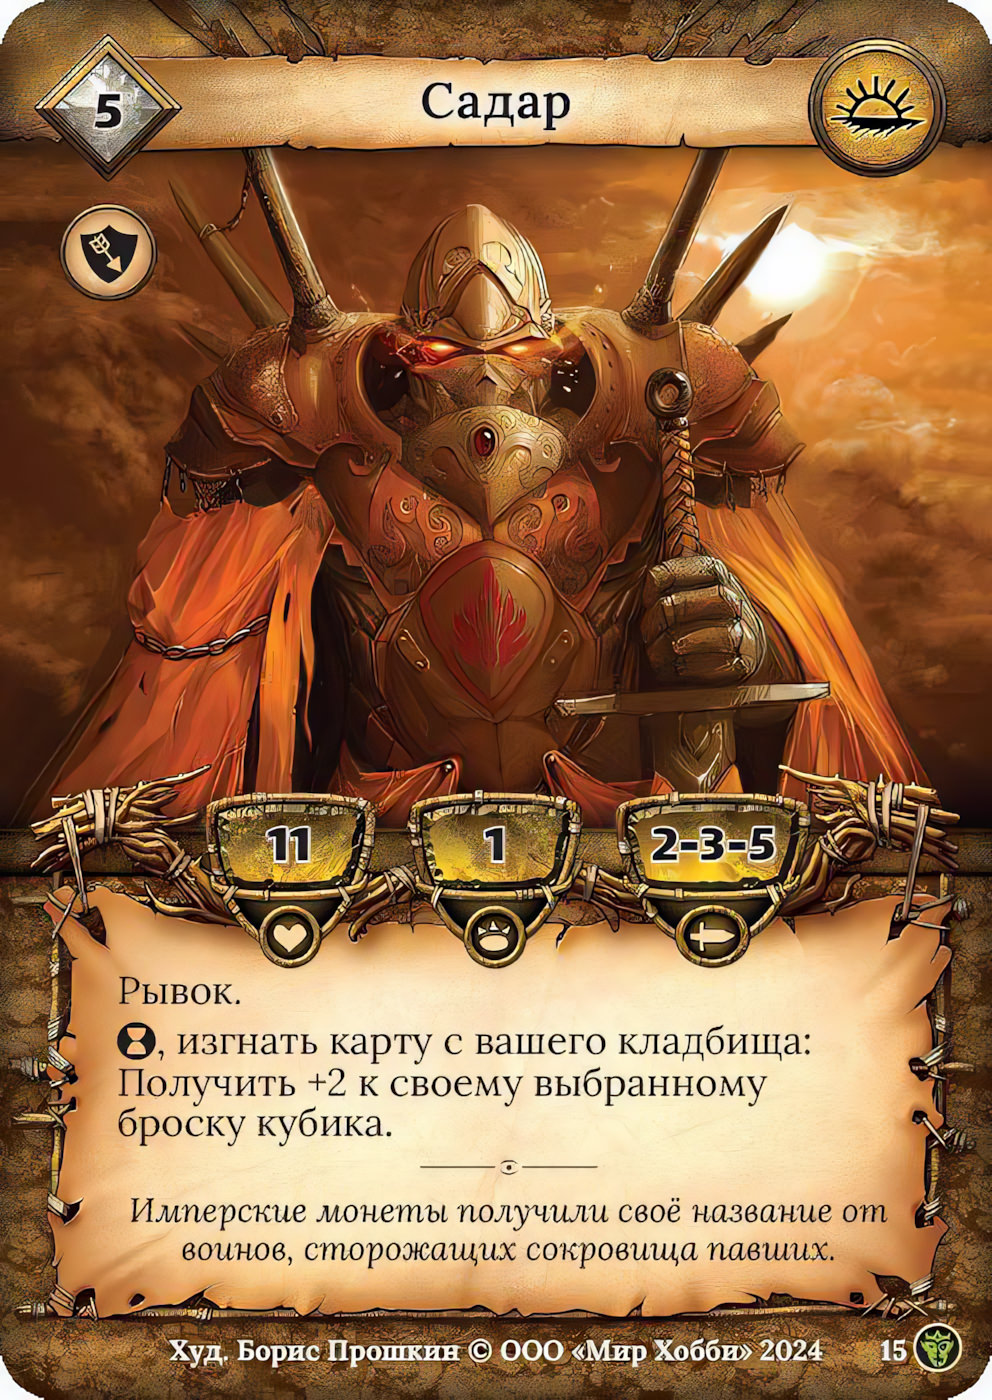 5
Садар
11
1
2-3-5
Рывок.
, изгнать карту с вашего кладбища:
Получить +2 к своему выбранному
броску кубика.
Имперские монеты получили своё название от
воинов, сторожащих сокровища павших.
Худ. Борис Прошкин © ООО «Мир Хобби» 2024
15